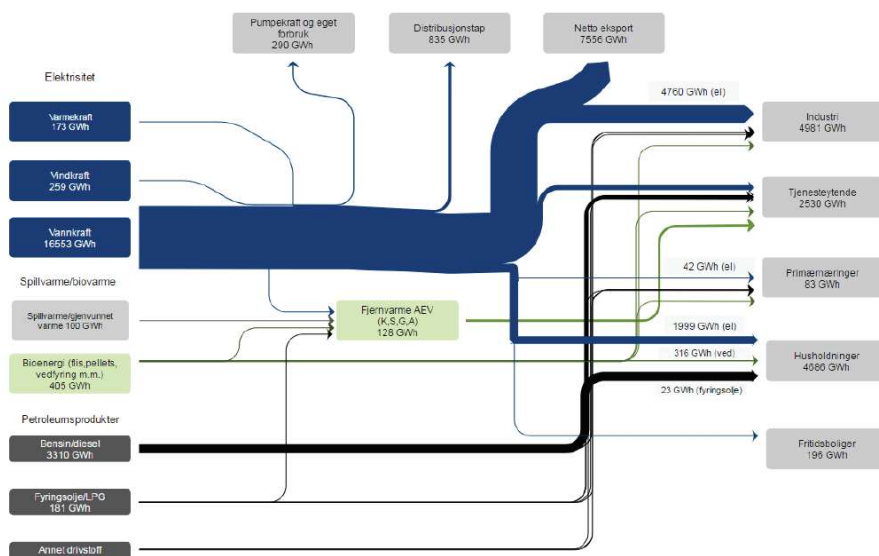 Pumpekraft og eget
forbruk
290 GWh
Distribusjonstap
835 GWh
Netto eksport
7556 GWh
Elektrisitet
Varmekraft
173 GWh
Vindkraft
259 GWh
Vannkraft
16553 GWh
Spillvarme/biovarme
Spillvarme/gjenvunnet
varme 100 GWh
Bioenergi (flis,pellets,
vedfyring m.m.)
405 GWh
Petroleumsprodukter
Bensin/diesel
3310 GWh
Fyringsolje/LPG
181 GWh
Annet drivstoff
Fjernvarme AEV
(K,S,G,A)
128 GWh
4760 GWh (el)
42 GWh (el)
1999 GWh (el)
316 GWh (ved)
23 GWh (fyringsolje)
Industri
4981 GWh
Tjenesteytende
2530 GWh
Primærnæringer
83 GWh
Husholdninger
4686 GWh
Fritidsboliger
196 GWh